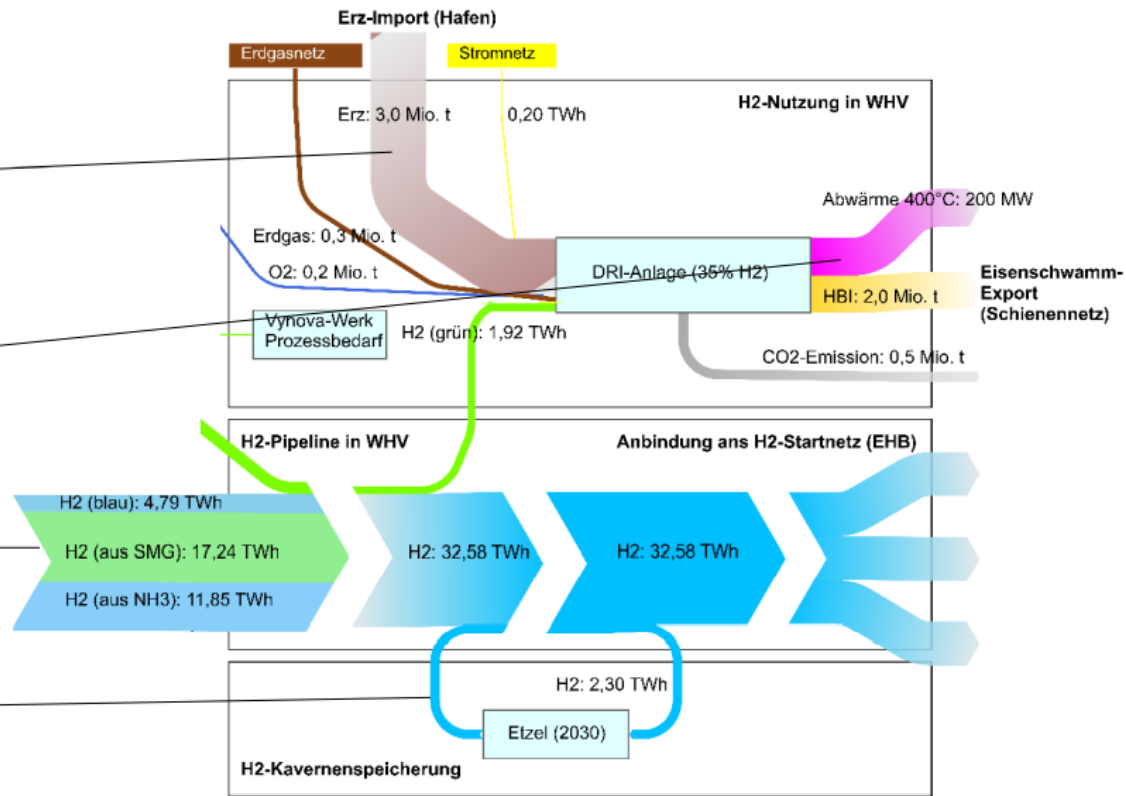 Erz-Import (Hafen)
Erdgasnetz
Stromnetz
H2-Nutzung in WHV
Erz: 3,0 Mio. t
0,20 TWh
Abwärme 400°C: 200 MW
Erdgas: 0,3 Mio. t
O2: 0,2 Mio. t
DRI-Anlage (35% H2)
HBI: 2,0 Mio. t
Eisenschwamm-
Export
(Schienennetz)
Vynova-Werk
Prozessbedarf
H2 (grün): 1,92 TWh
CO2-Emission: 0,5 Mio. t
H2-Pipeline in WHV
Anbindung ans H2-Startnetz (EHB)
H2 (blau): 4,79 TWh
H2 (aus SMG): 17,24 TWh
H2: 32,58 TWh
H2: 32,58 TWh
H2 (aus NH3): 11,85 TWh
H2: 2,30 TWh
Etzel (2030)
H2-Kavernenspeicherung